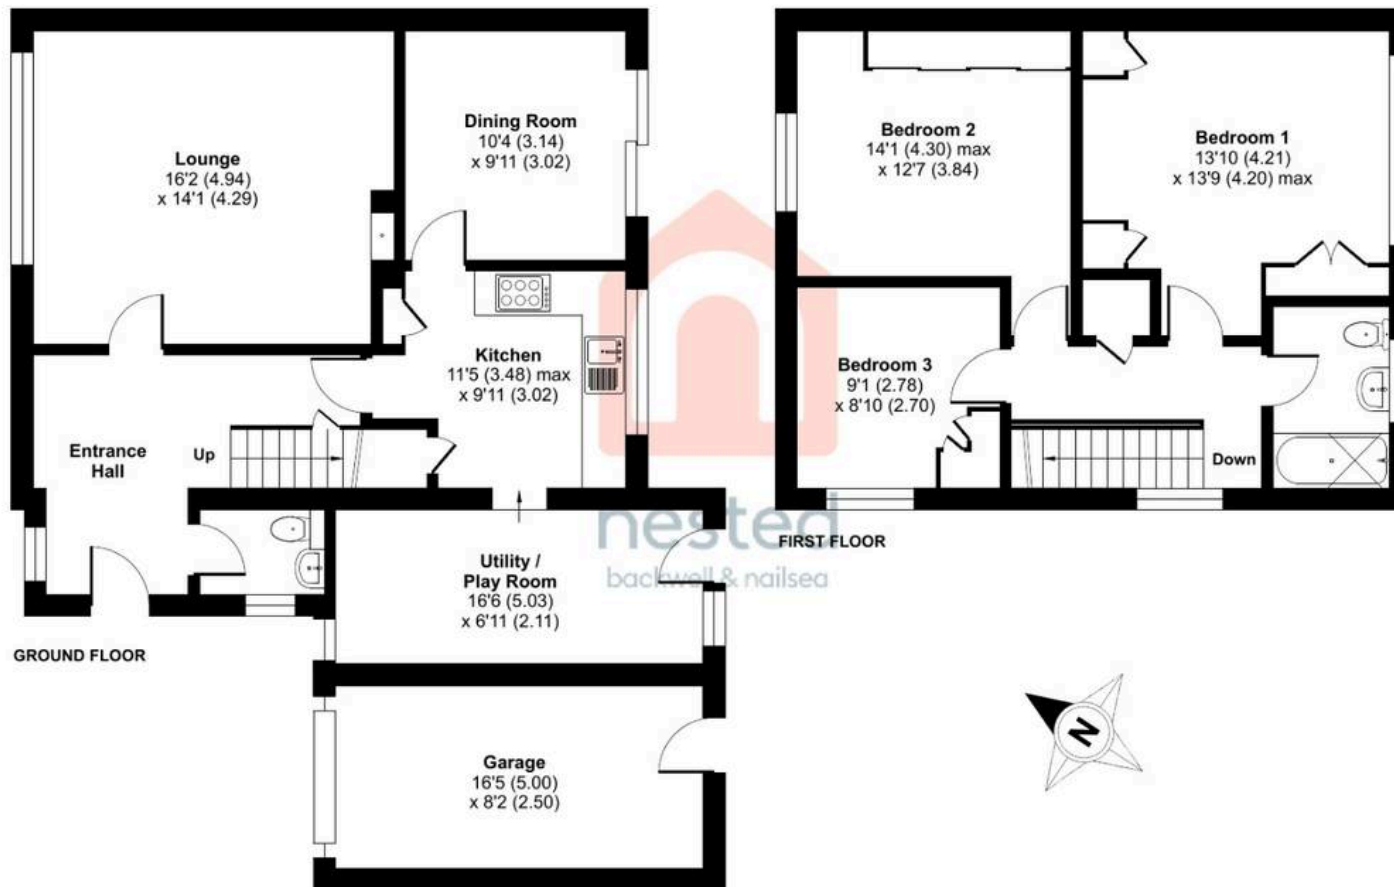 Lounge
16'2 (4.94)
x 14'1 (4.29)
Dining Room
10'4 (3.14)
x 9'11 (3.02)
Kitchen
11'5 (3.48) max
x 9'11 (3.02)
Entrance
Hall
Up
Utility /
Play Room
16'6 (5.03)
x 6'11 (2.11)
GROUND FLOOR
Garage
16'5 (5.00)
x 8'2 (2.50)
Bedroom 2
14'1 (4.30) max
x 12'7 (3.84)
Bedroom 1
13'10 (4.21)
x 13'9 (4.20) max
Bedroom 3
9'1 (2.78)
x 8'10 (2.70)
Down
FIRST FLOOR
nested
backwell & nailsea
N